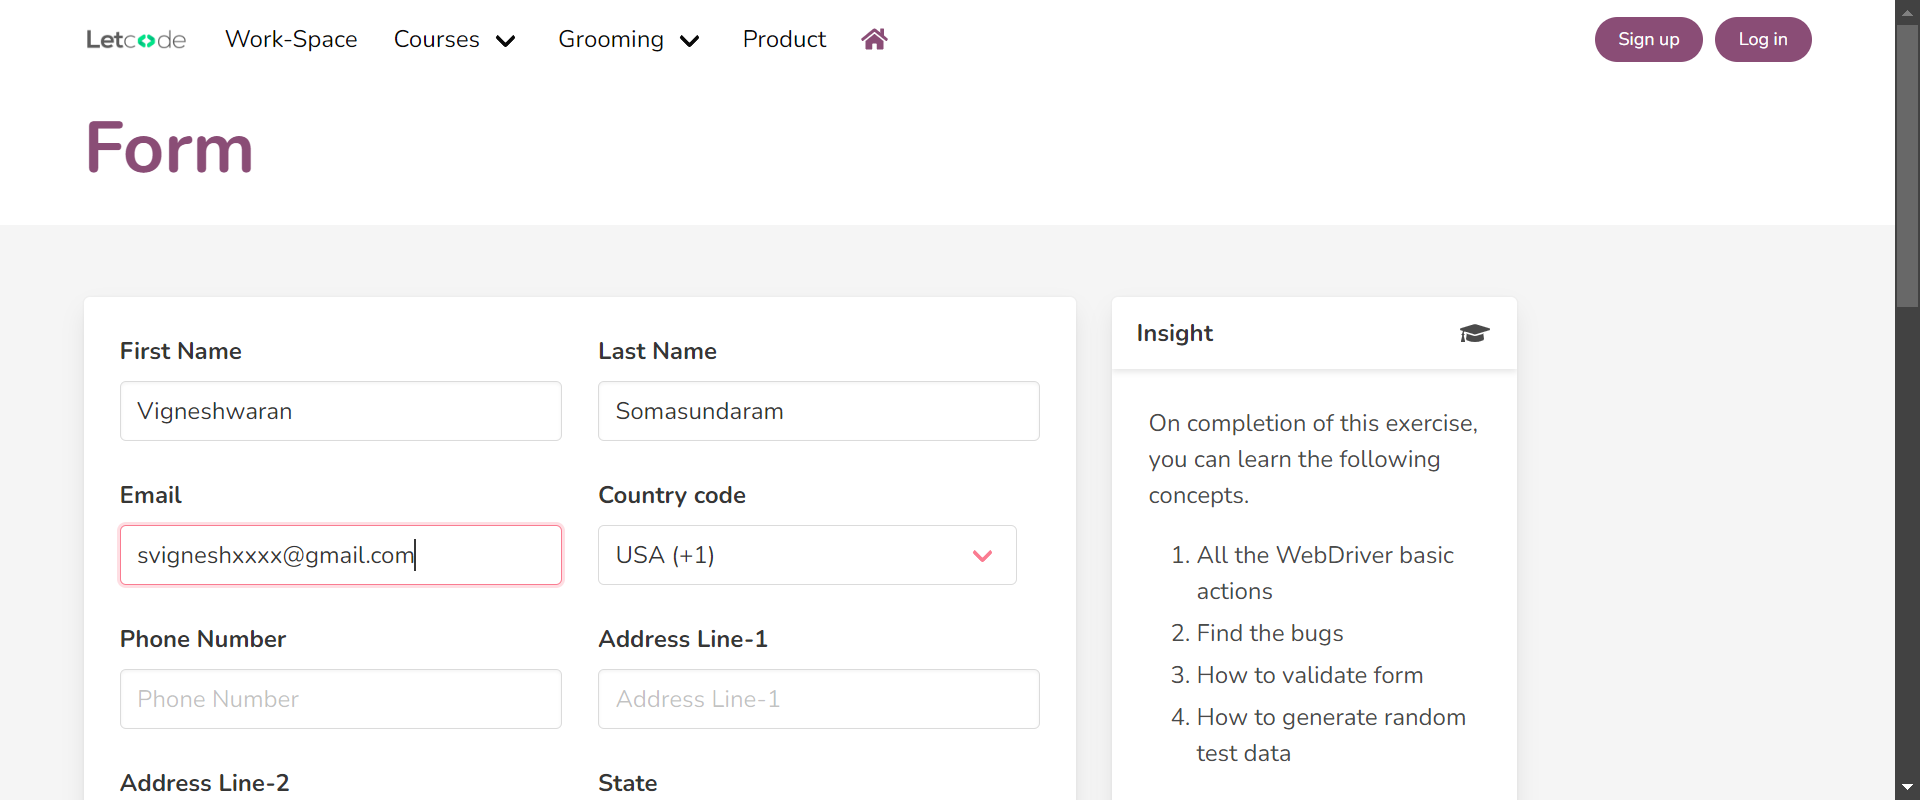 Letcode Work-Space Courses Grooming Product Sign up Log in
Form
First Name Last Name
Vigneshwaran Somasundaram
Email Country code
svigneshxxxx@gmail.com USA (+1)
Phone Number Address Line-1
Phone Number Address Line-1
Address Line-2 State
Insight
On completion of this exercise,
you can learn the following
concepts.
1. All the WebDriver basic
actions
2. Find the bugs
3. How to validate form
4. How to generate random
test data